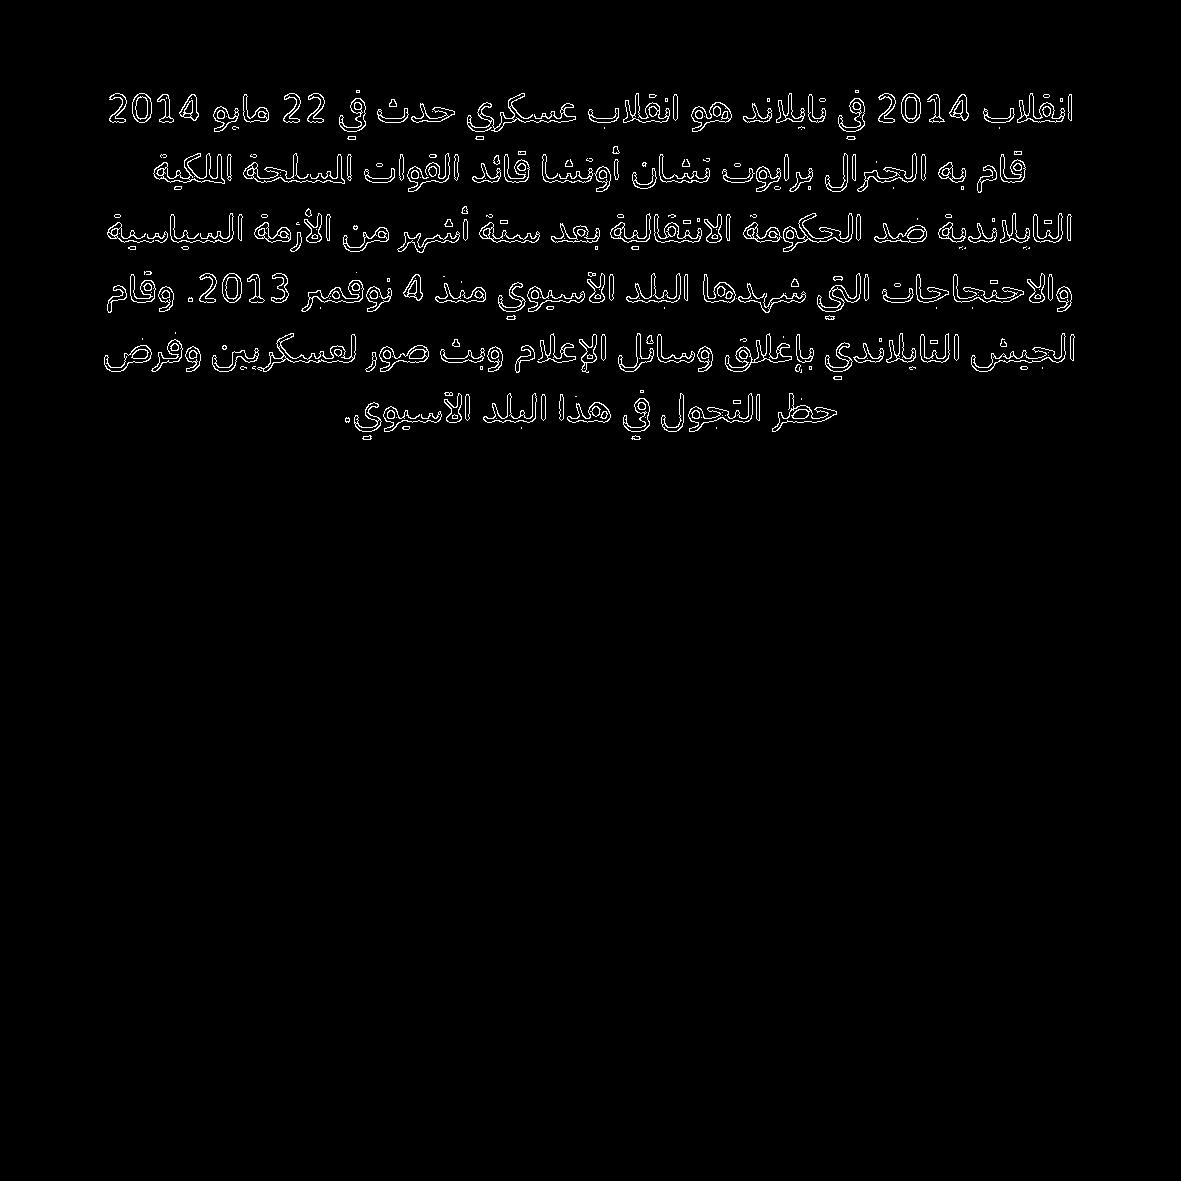 انقلاب 2014 في تايلاند هو انقلاب عسكري حدث في 22 مايو 2014
قام به الجنرال برايوت تشان أوتشا قائد القوات المسلحة الملكية
التايلاندية ضد الحكومة الانتقالية بعد ستة أشهر من الأزمة السياسية
والاحتجاجات التي شهدها البلد الآسيوي منذ 4 نوفمبر 2013. وقام
الجيش التايلاندي بإغلاق وسائل الإعلام وبث صور لعسكريين وفرض
حظر التجول في هذا البلد الآسيوي.